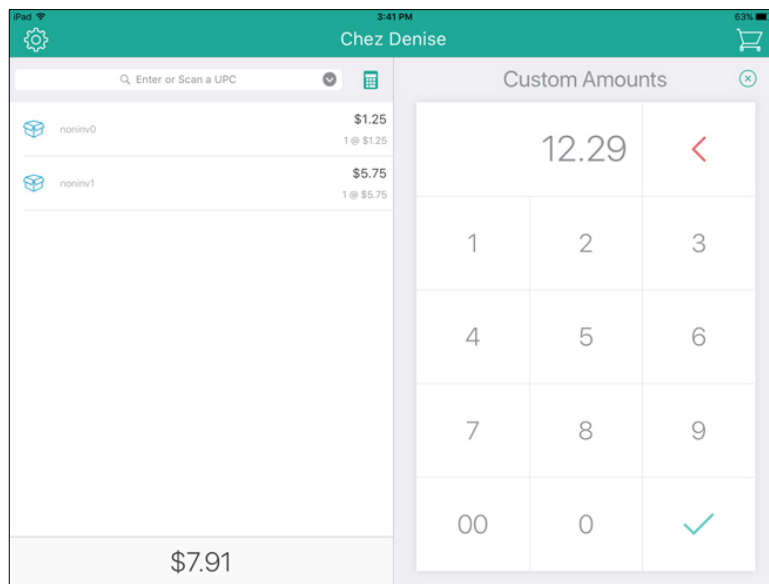 iPad 3:41 PM 63%
Chez Denise
Enter or Scan a UPC
noninv0 $1.25
1 @ $1.25
noninv1 $5.75
1 @ $5.75
$7.91
Custom Amounts
12.29 <
1 2 3
4 5 6
7 8 9
00 0